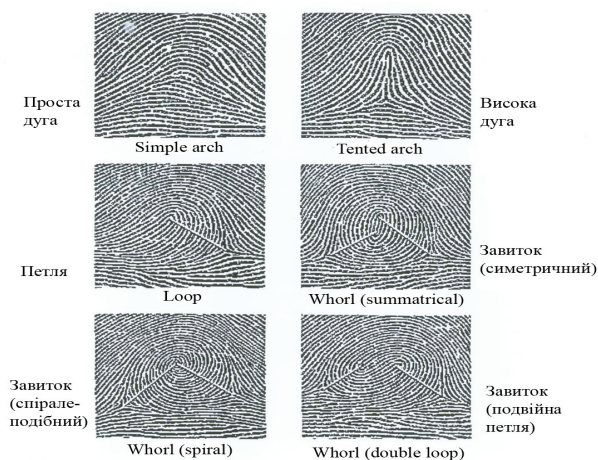 Проста
дуга
Simple arch
Висока
дуга
Tented arch
Петля
Loop
Завиток
(симетричний)
Whorl (summatrical)
Завиток
(спірале-
подібний)
Whorl (spiral)
Завиток
(подвійна
петля)
Whorl (double loop)